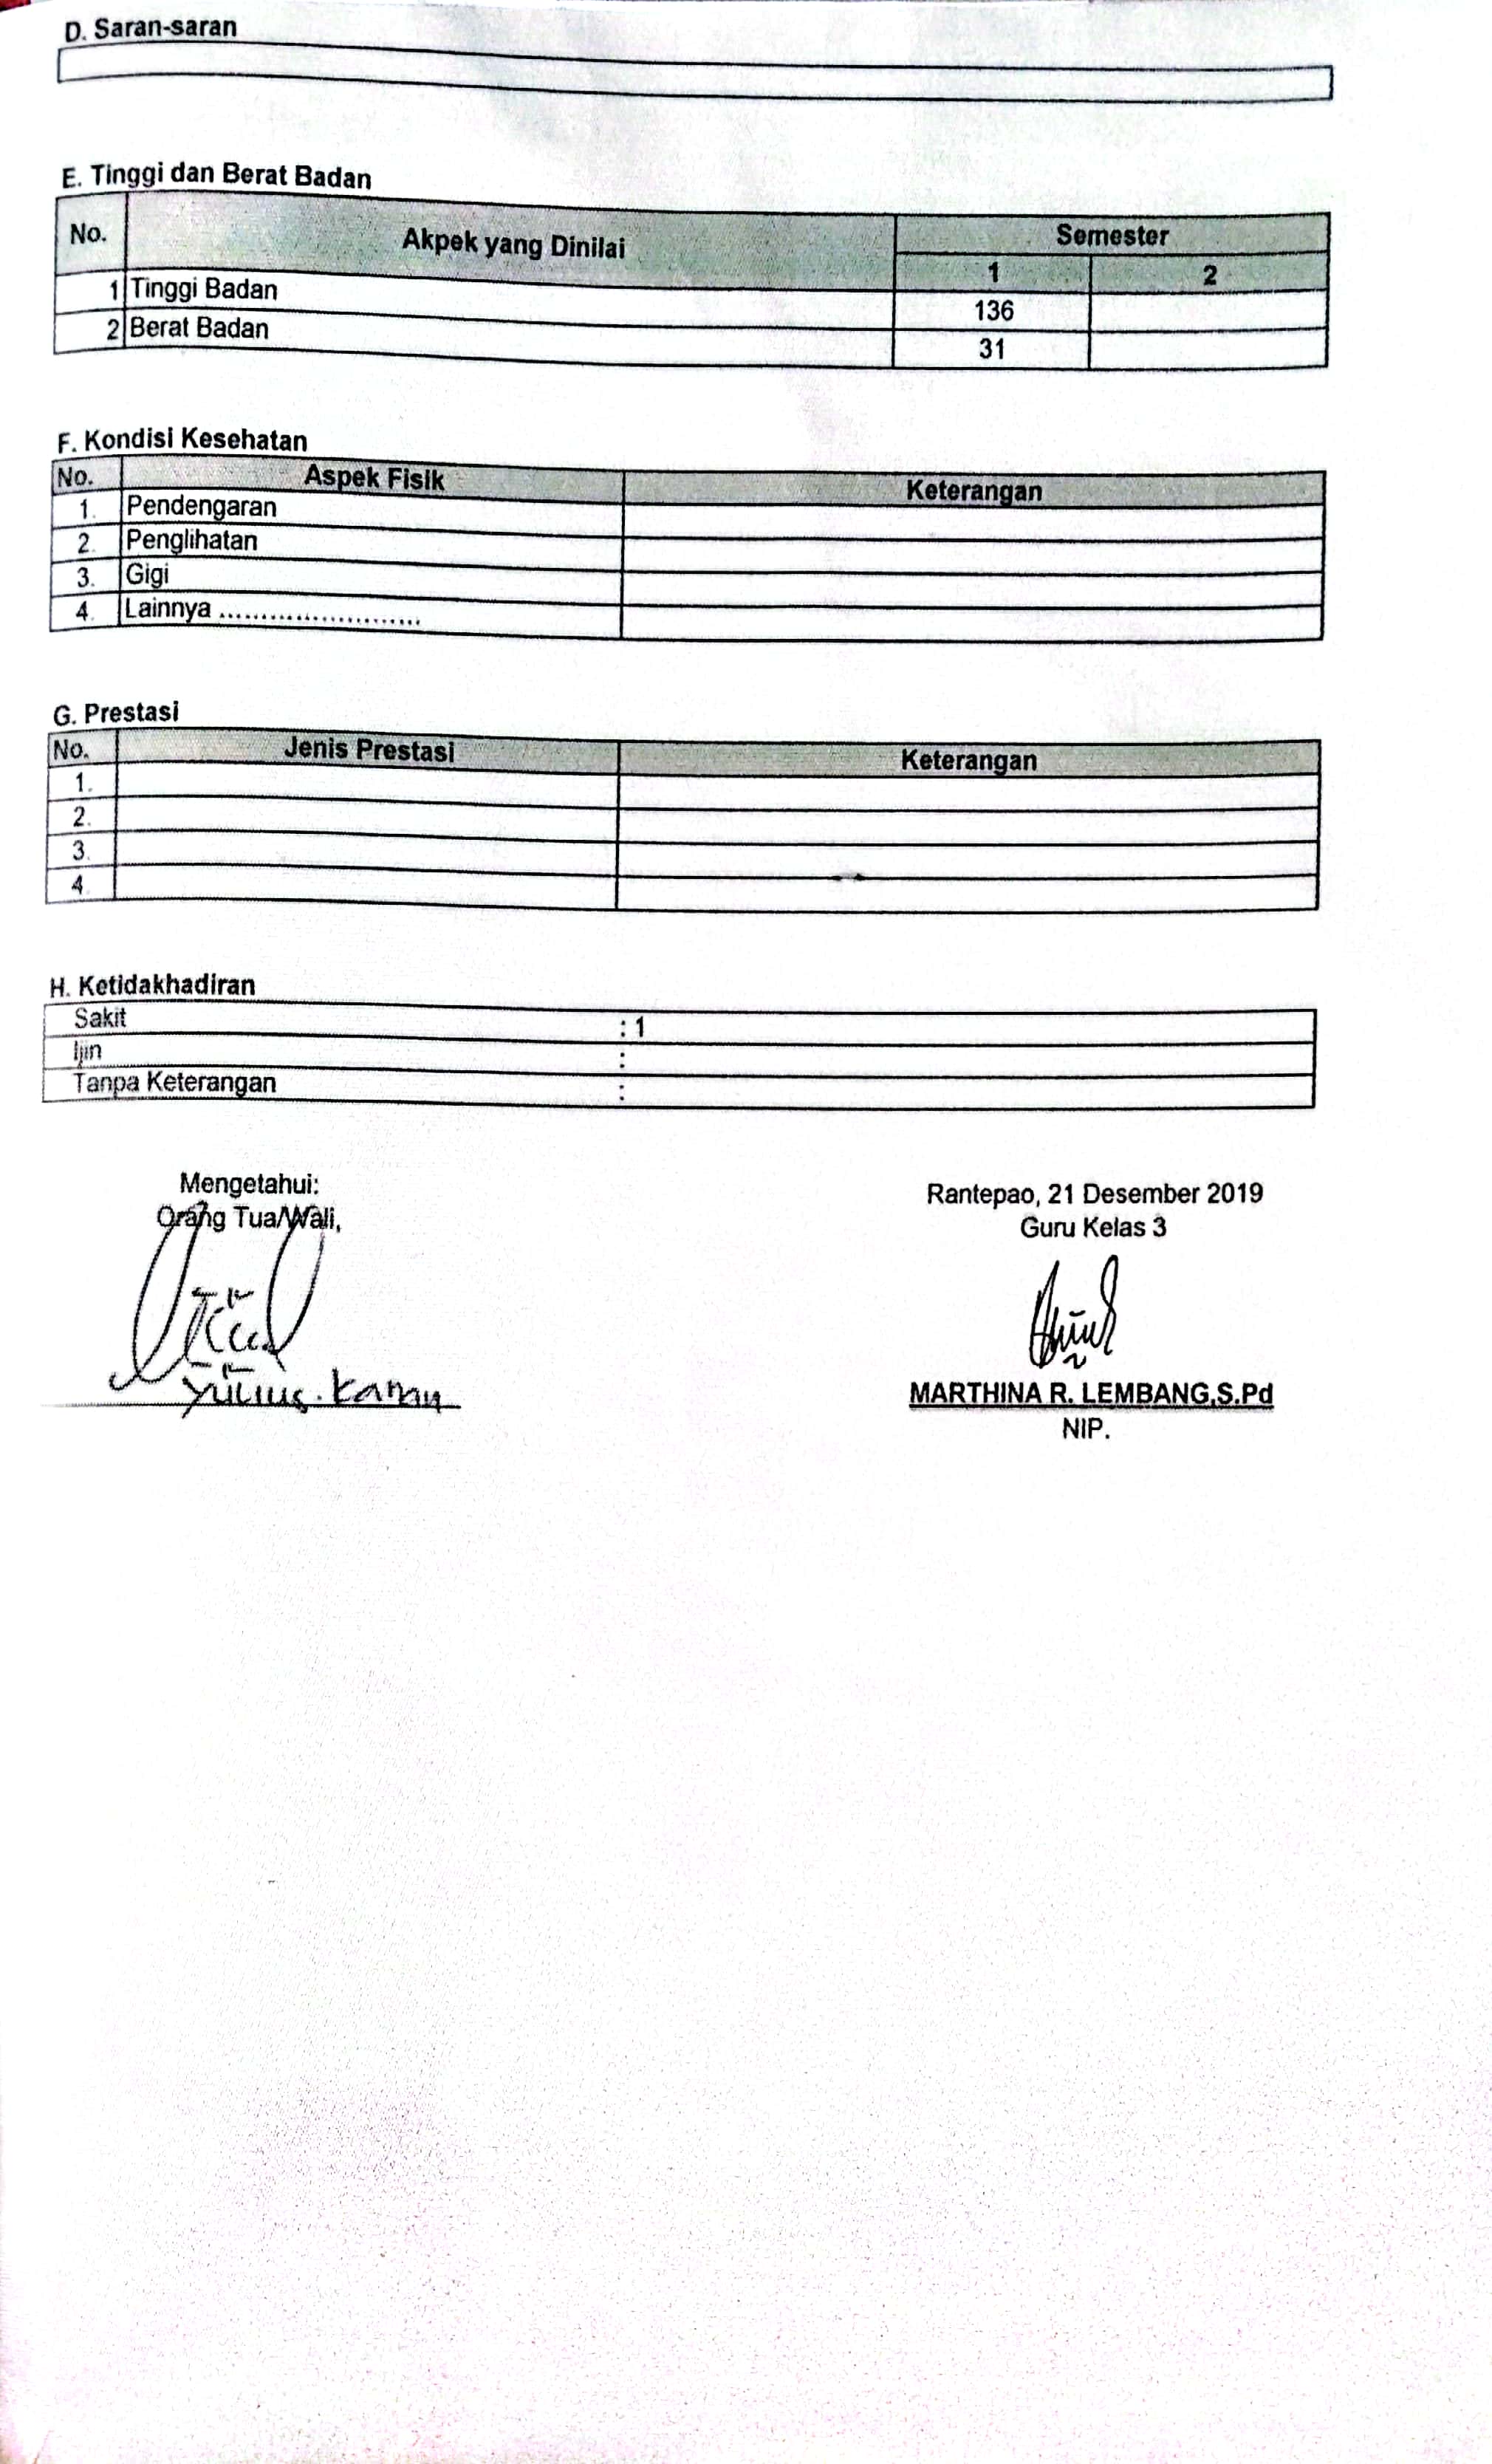 D. Saran-saran
E. Tinggi dan Berat Badan
No. Akpek yang Dinilai Semester
1 2
1 Tinggi Badan 136
2 Berat Badan 31
F. Kondisi Kesehatan
No. Aspek Fisik Keterangan
1. Pendengaran
2. Penglihatan
3. Gigi
4. Lainnya ........................
G. Prestasi
No. Jenis Prestasi Keterangan
1.
2.
3.
4.
H. Ketidakhadiran
Sakit : 1
Ijin :
Tanpa Keterangan :
Mengetahui:
Orang Tua/Wali,
Rantepao, 21 Desember 2019
Guru Kelas 3
Yulius.
MARTHINA R. LEMBANG,S.Pd
NIP.